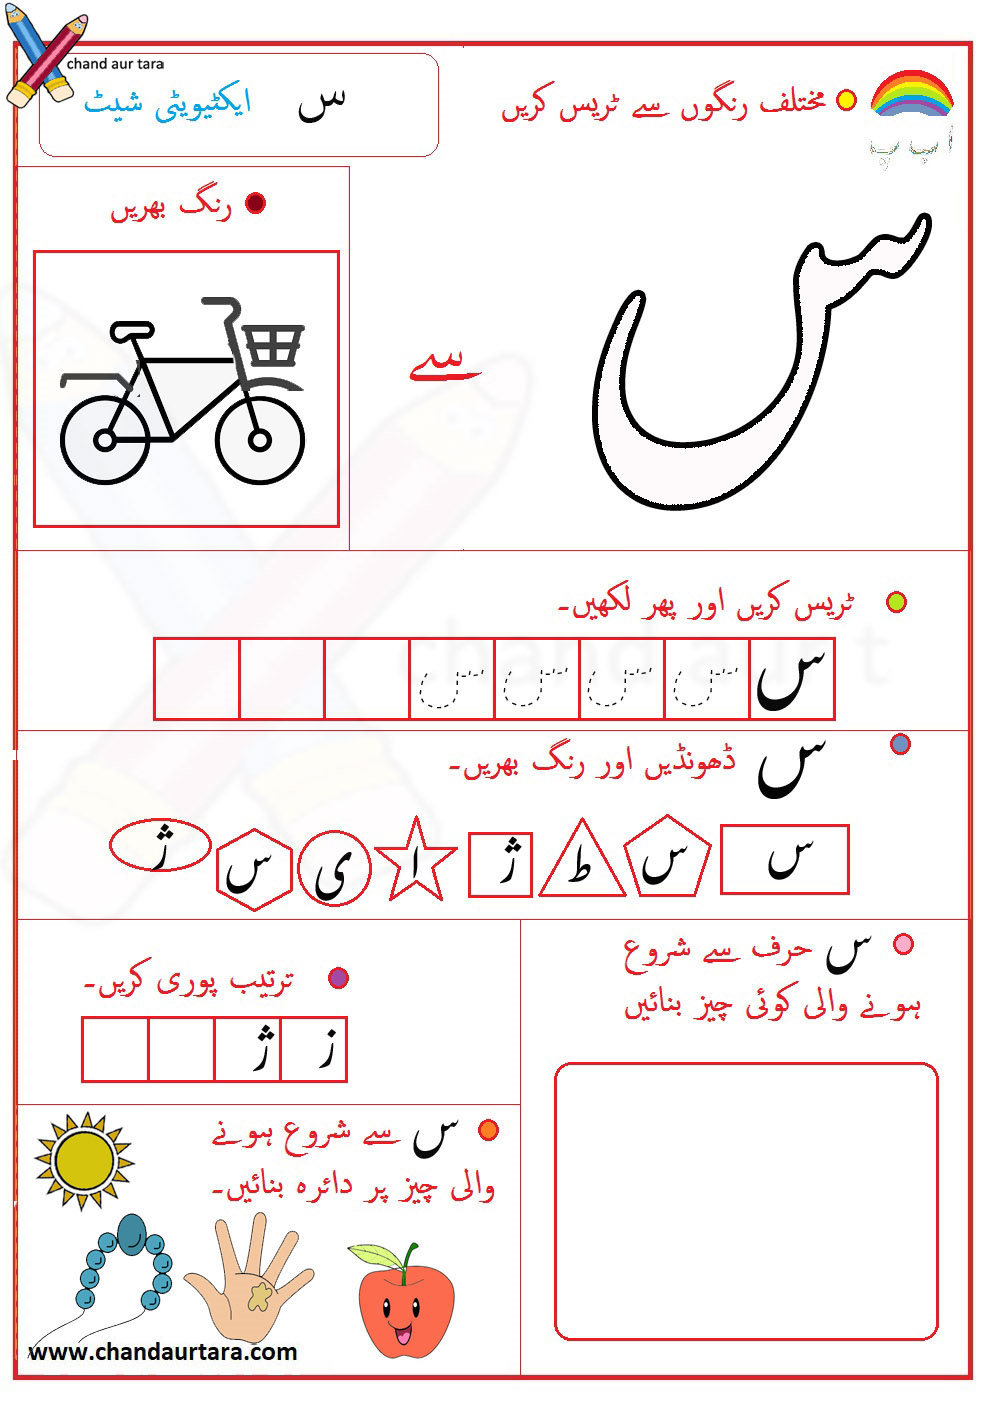 chand aur tara
س ایکٹیویٹی شیٹ
مختلف رنگوں سے ٹریس کریں
رنگ بھریں
س
سے
ٹریس کریں اور پھر لکھیں۔
س س س س س
س ڈھونڈیں اور رنگ بھریں۔
س س ط ژ ا ی س ژ
س حرف سے شروع
ہونے والی کوئی چیز بنائیں
ترتیب پوری کریں۔
ز ژ
س سے شروع ہونے
والی چیز پر دائرہ بنائیں۔
www.chandaurtara.com